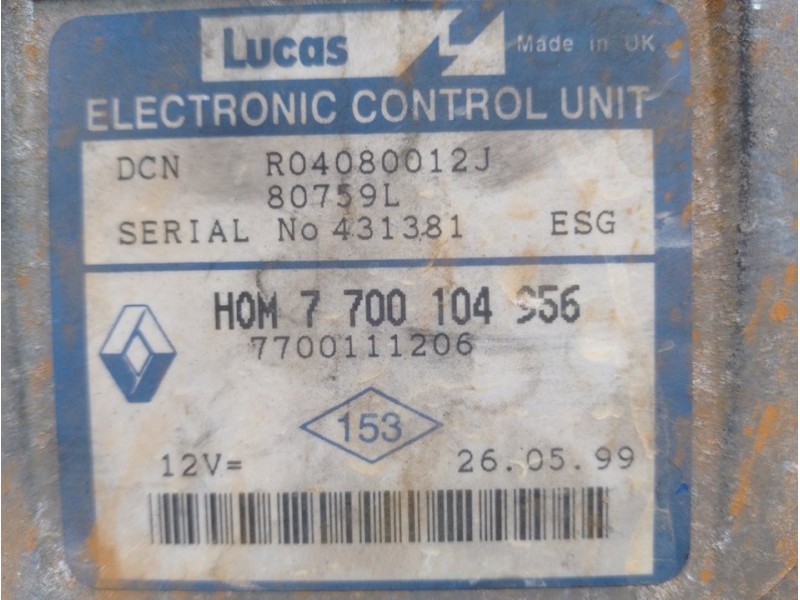 Lucas
Made in UK
ELECTRONIC CONTROL UNIT
DCN R04080012J
80759L
SERIAL No 431381 ESG
HOM 7 700 104 956
7700111206
153
12V= 26.05.99